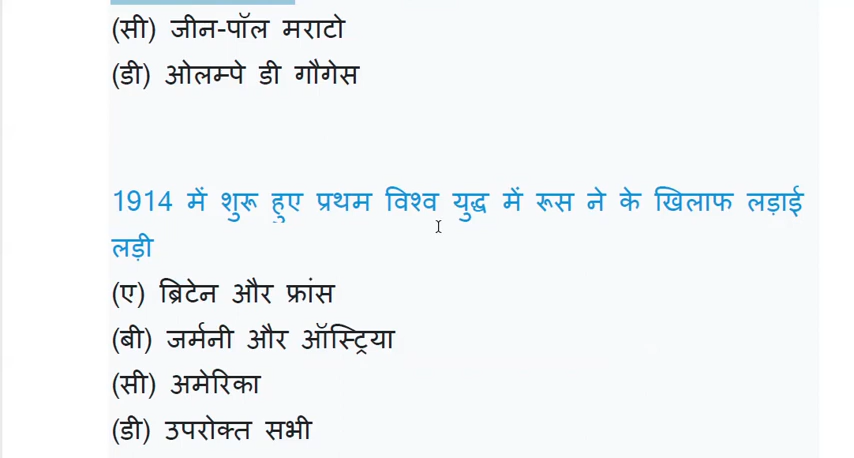 (सी) जीन-पॉल मराटो
(डी) ओलम्पे डी गौगेस
1914 में शुरू हुए प्रथम विश्व युद्ध में रूस ने के खिलाफ लड़ाई
लड़ी
(ए) ब्रिटेन और फ्रांस
(बी) जर्मनी और ऑस्ट्रिया
(सी) अमेरिका
(डी) उपरोक्त सभी